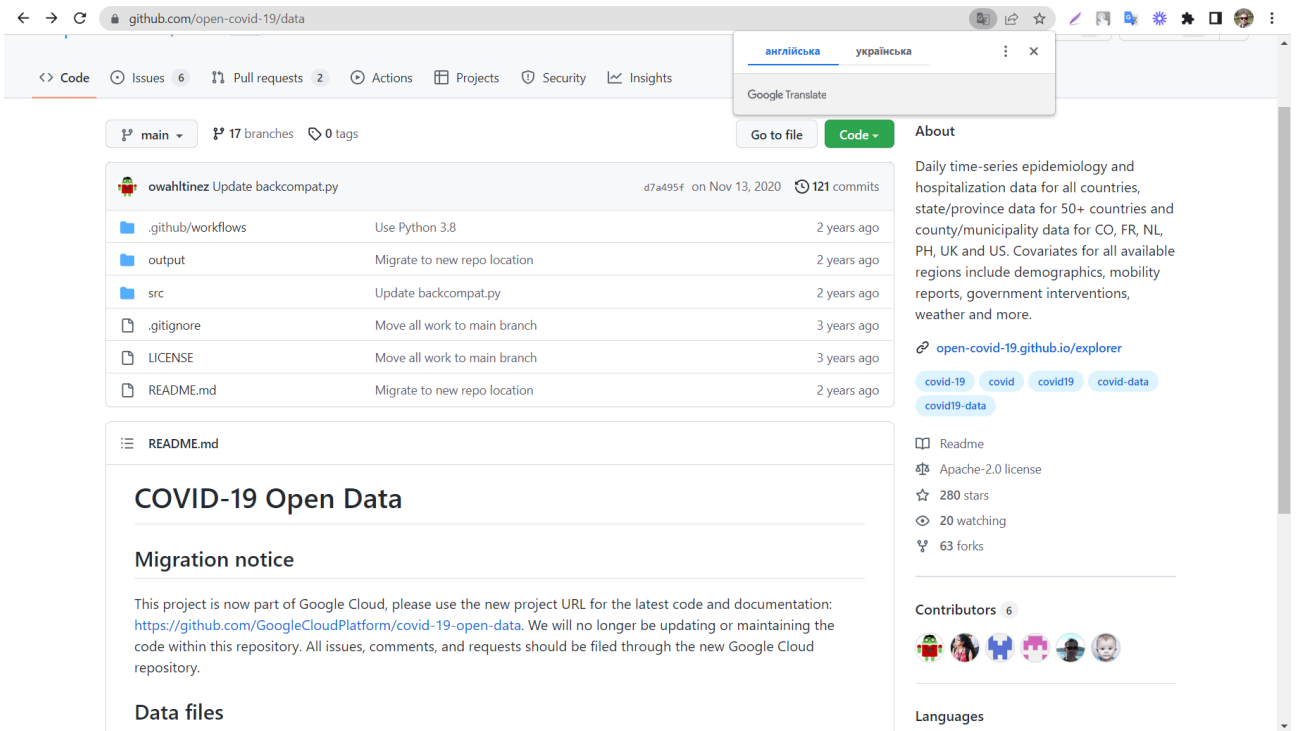 github.com/open-covid-19/data
англійська українська
Google Translate
Code Issues 6 Pull requests 2 Actions Projects Security Insights
main 17 branches 0 tags Go to file Code
owahltinez Update backcompat.py d7a495f on Nov 13, 2020 121 commits
.github/workflows Use Python 3.8 2 years ago
output Migrate to new repo location 2 years ago
src Update backcompat.py 2 years ago
.gitignore Move all work to main branch 3 years ago
LICENSE Move all work to main branch 3 years ago
README.md Migrate to new repo location 2 years ago
README.md
COVID-19 Open Data
Migration notice
This project is now part of Google Cloud, please use the new project URL for the latest code and documentation:
https://github.com/GoogleCloudPlatform/covid-19-open-data. We will no longer be updating or maintaining the
code within this repository. All issues, comments, and requests should be filed through the new Google Cloud
repository.
Data files
About
Daily time-series epidemiology and
hospitalization data for all countries,
state/province data for 50+ countries and
county/municipality data for CO, FR, NL,
PH, UK and US. Covariates for all available
regions include demographics, mobility
reports, government interventions,
weather and more.
open-covid-19.github.io/explorer
covid-19 covid covid19 covid-data
covid19-data
Readme
Apache-2.0 license
280 stars
20 watching
63 forks
Contributors 6
Languages